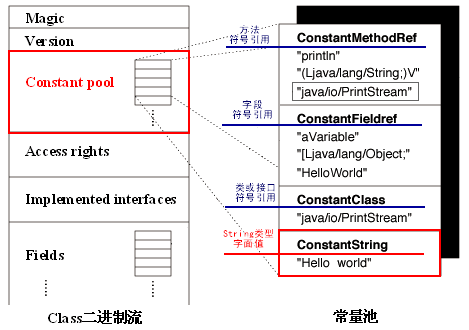 Magic
Version
Constant pool
Access rights
Implemented interfaces
Fields
Class二进制流
方法
符号引用
ConstantMethodRef
"println"
"(Ljava/lang/String;)V"
"java/io/PrintStream"
字段
符号引用
ConstantFieldref
"aVariable"
"[Ljava/lang/Object;"
"HelloWorld"
类或接口
符号引用
ConstantClass
"java/io/PrintStream"
String类型
字面值
ConstantString
"Hello world"
常量池